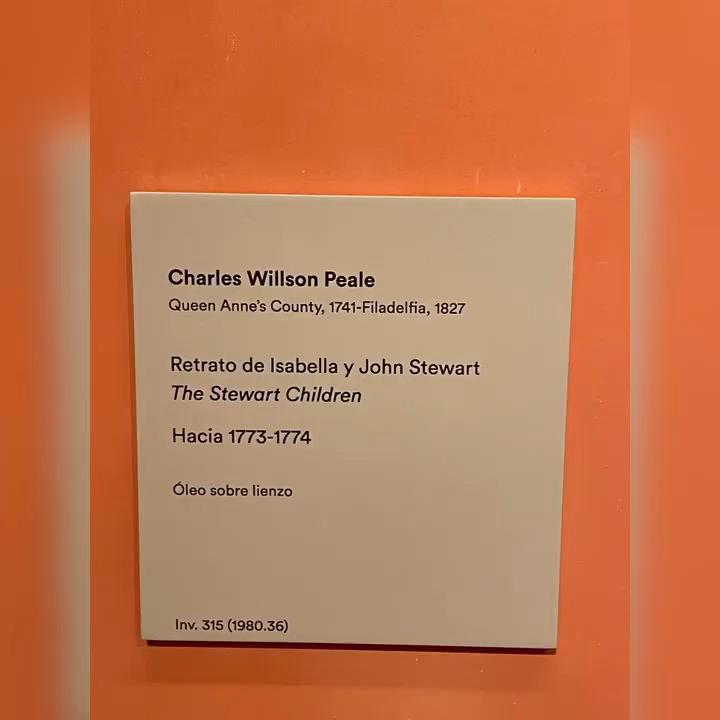 Charles Willson Peale
Queen Anne's County, 1741-Filadelfia, 1827
Retrato de Isabella y John Stewart
The Stewart Children
Hacia 1773-1774
Óleo sobre lienzo
Inv. 315 (1980.36)